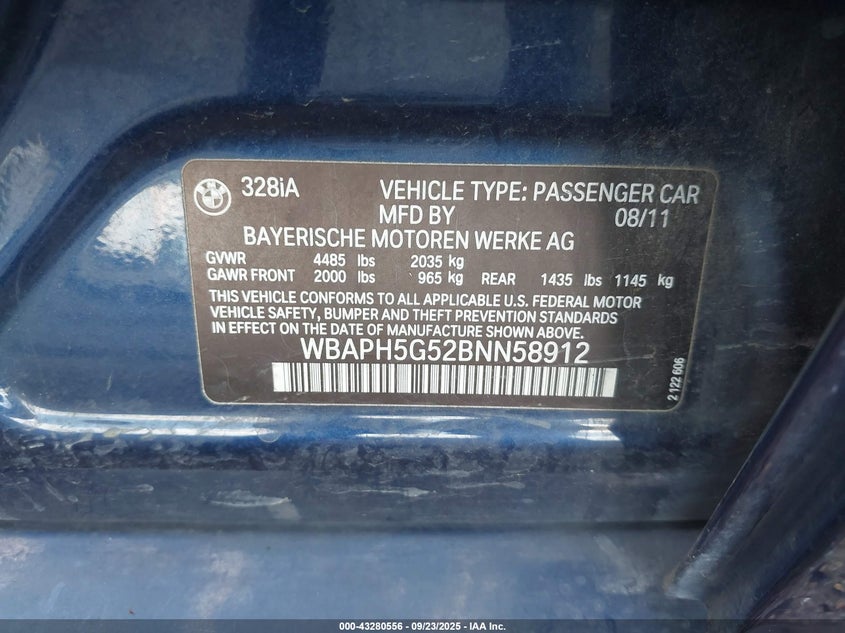 BMW
328iA VEHICLE TYPE: PASSENGER CAR
MFD BY 08/11
BAYERISCHE MOTOREN WERKE AG
GVWR 4485 lbs 2035 kg
GAWR FRONT 2000 lbs 965 kg REAR 1435 lbs 1145 kg
THIS VEHICLE CONFORMS TO ALL APPLICABLE U.S. FEDERAL MOTOR
VEHICLE SAFETY, BUMPER AND THEFT PREVENTION STANDARDS
IN EFFECT ON THE DATE OF MANUFACTURE SHOWN ABOVE.
WBAPH5G52BNN58912
2 122 606
000-43280556 - 09/23/2025 - IAA Inc.